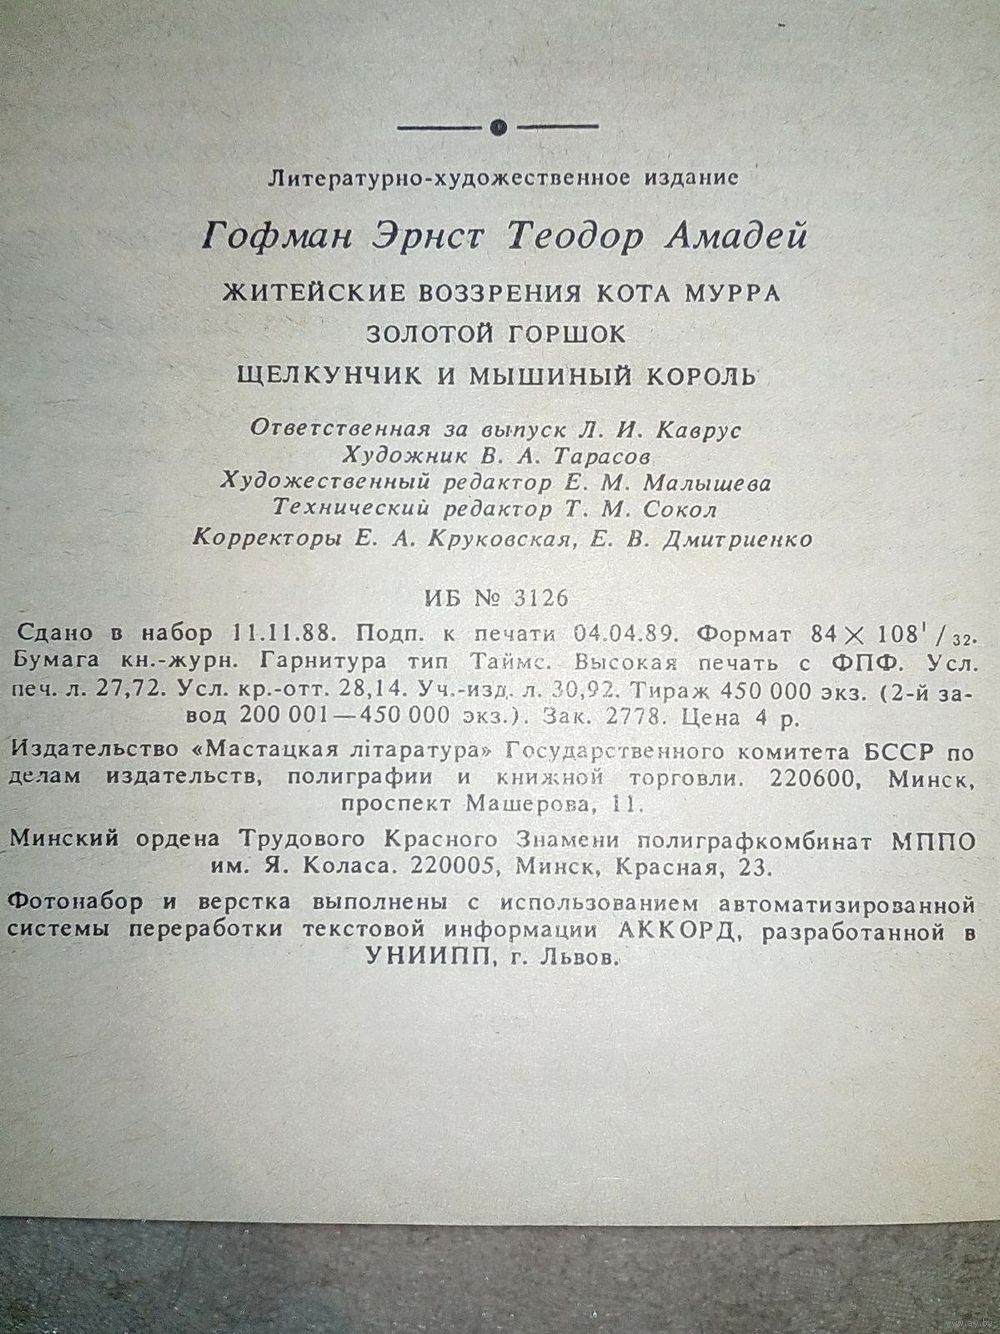 Литературно-художественное издание
Гофман Эрнст Теодор Амадей
ЖИТЕЙСКИЕ ВОЗЗРЕНИЯ КОТА МУРРА
ЗОЛОТОЙ ГОРШОК
ЩЕЛКУНЧИК И МЫШИНЫЙ КОРОЛЬ
Ответственная за выпуск Л. И. Каврус
Художник В. А. Тарасов
Художественный редактор Е. М. Малышева
Технический редактор Т. М. Сокол
Корректоры Е. А. Круковская, Е. В. Дмитриенко
ИБ № 3126
Сдано в набор 11.11.88. Подп. к печати 04.04.89. Формат 84 × 108¹/₃₂.
Бумага кн.-журн. Гарнитура тип Таймс. Высокая печать с ФПФ. Усл.
печ. л. 27,72. Усл. кр.-отт. 28,14. Уч.-изд. л. 30,92. Тираж 450 000 экз. (2-й за-
вод 200 001—450 000 экз.). Зак. 2778. Цена 4 р.
Издательство «Мастацкая літаратура» Государственного комитета БССР по
делам издательств, полиграфии и книжной торговли. 220600, Минск,
проспект Машерова, 11.
Минский ордена Трудового Красного Знамени полиграфкомбинат МППО
им. Я. Коласа. 220005, Минск, Красная, 23.
Фотонабор и верстка выполнены с использованием автоматизированной
системы переработки текстовой информации АККОРД, разработанной в
УНИИПП, г. Львов.
www.ay.by